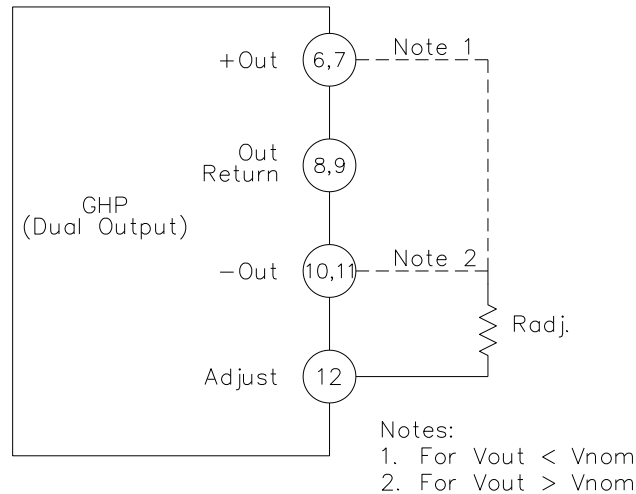 +Out
6,7
Note 1
Out
Return
8,9
GHP
(Dual Output)
-Out
10,11
Note 2
Radj.
Adjust
12
Notes:
1. For Vout < Vnom
2. For Vout > Vnom